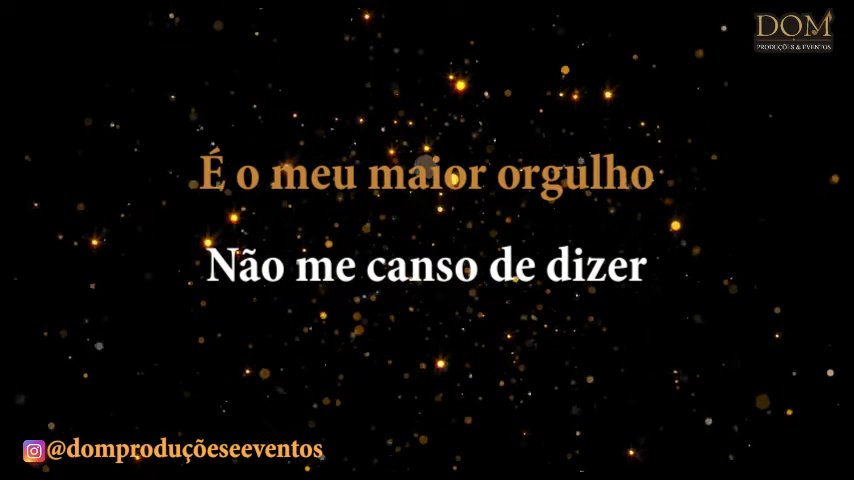 DOM
PRODUÇÕES & EVENTOS
É o meu maior orgulho
Não me canso de dizer
@domproduçõeseeventos